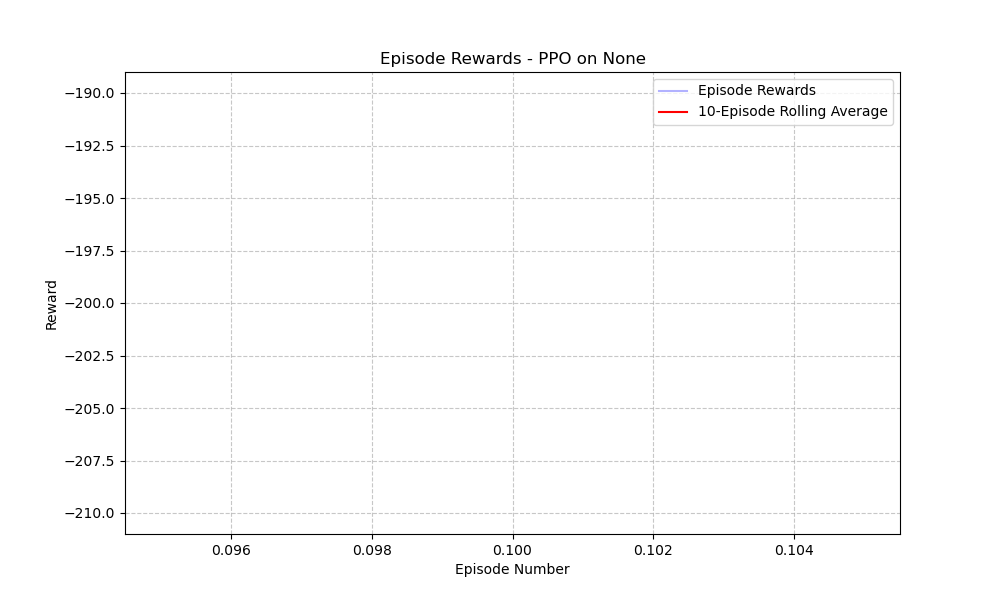 Episode Rewards - PPO on None
Episode Rewards
10-Episode Rolling Average
−190.0
−192.5
−195.0
−197.5
−200.0
−202.5
−205.0
−207.5
−210.0
Reward
0.096 0.098 0.100 0.102 0.104
Episode Number